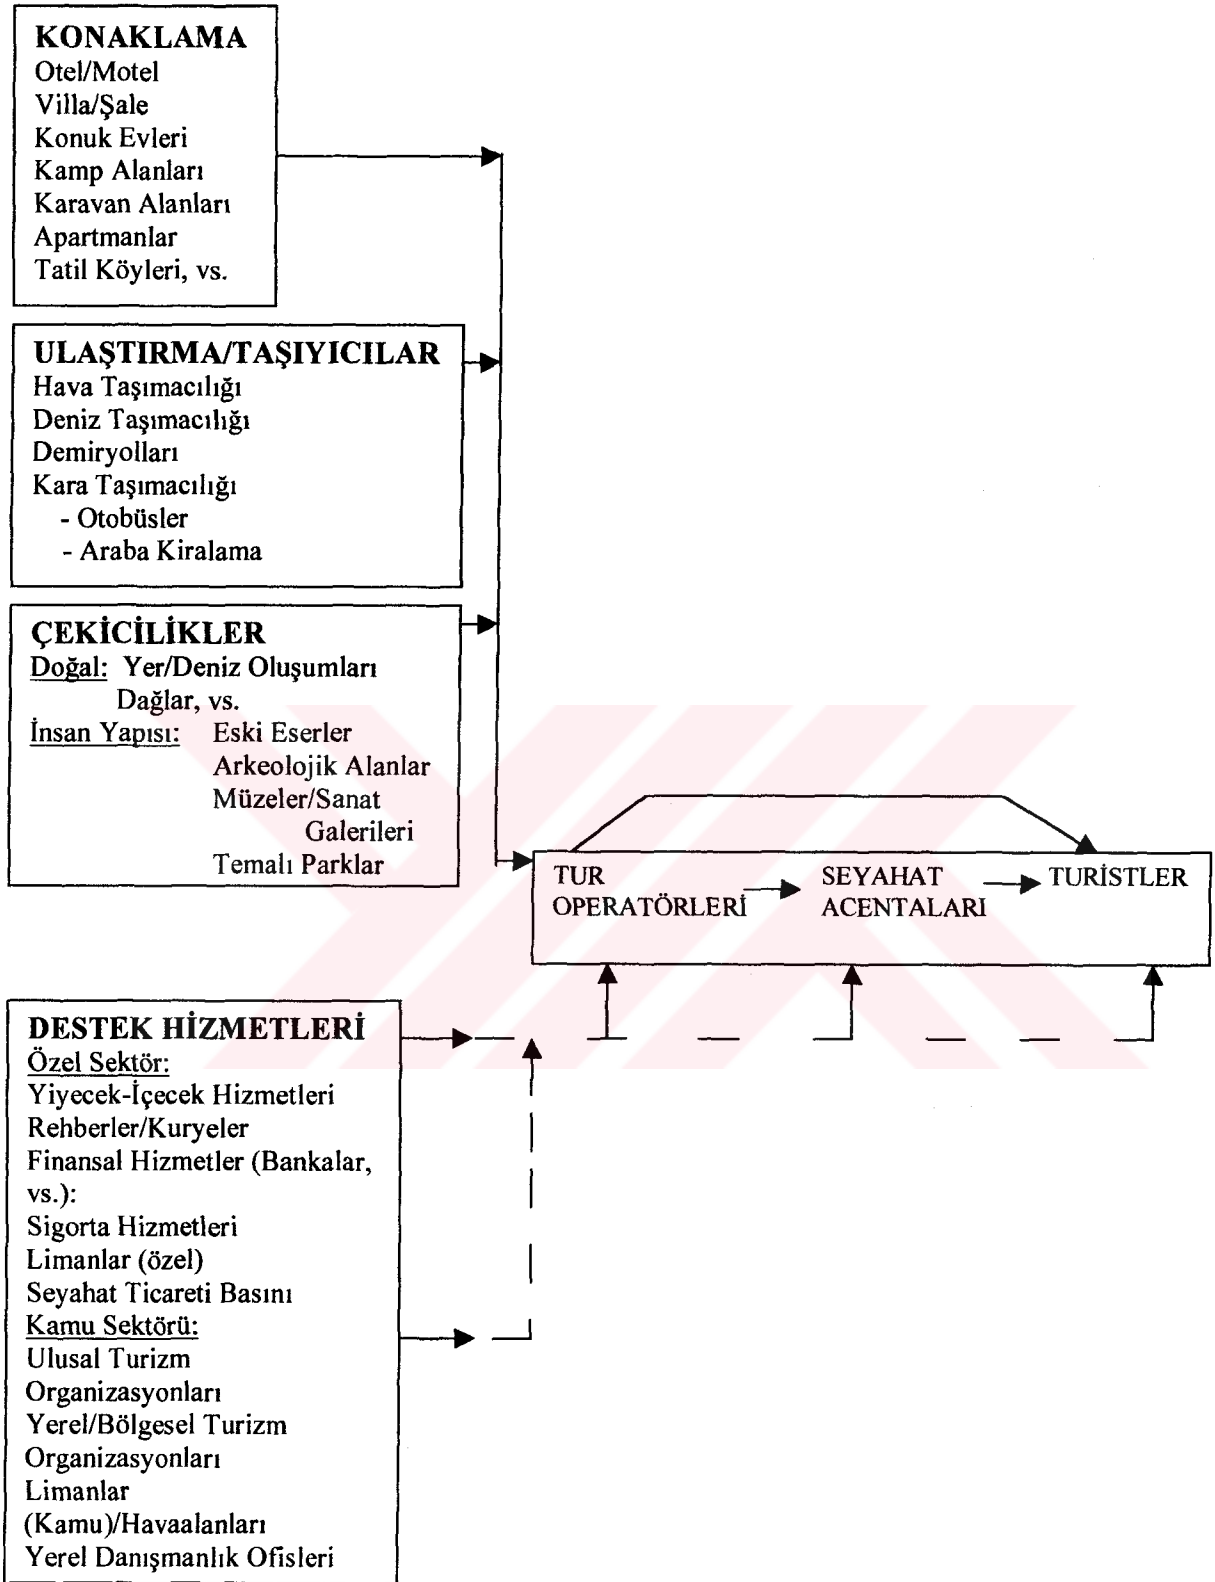 KONAKLAMA
Otel/Motel
Villa/Şale
Konuk Evleri
Kamp Alanları
Karavan Alanları
Apartmanlar
Tatil Köyleri, vs.
ULAŞTIRMA/TAŞIYICILAR
Hava Taşımacılığı
Deniz Taşımacılığı
Demiryolları
Kara Taşımacılığı
- Otobüsler
- Araba Kiralama
ÇEKİCİLİKLER
Doğal: Yer/Deniz Oluşumları
Dağlar, vs.
İnsan Yapısı: Eski Eserler
Arkeolojik Alanlar
Müzeler/Sanat
Galerileri
Temalı Parklar
TUR
OPERATÖRLERİ
SEYAHAT
ACENTALARI
TURİSTLER
DESTEK HİZMETLERİ
Özel Sektör:
Yiyecek-İçecek Hizmetleri
Rehberler/Kuryeler
Finansal Hizmetler (Bankalar,
vs.):
Sigorta Hizmetleri
Limanlar (özel)
Seyahat Ticareti Basını
Kamu Sektörü:
Ulusal Turizm
Organizasyonları
Yerel/Bölgesel Turizm
Organizasyonları
Limanlar
(Kamu)/Havaalanları
Yerel Danışmanlık Ofisleri